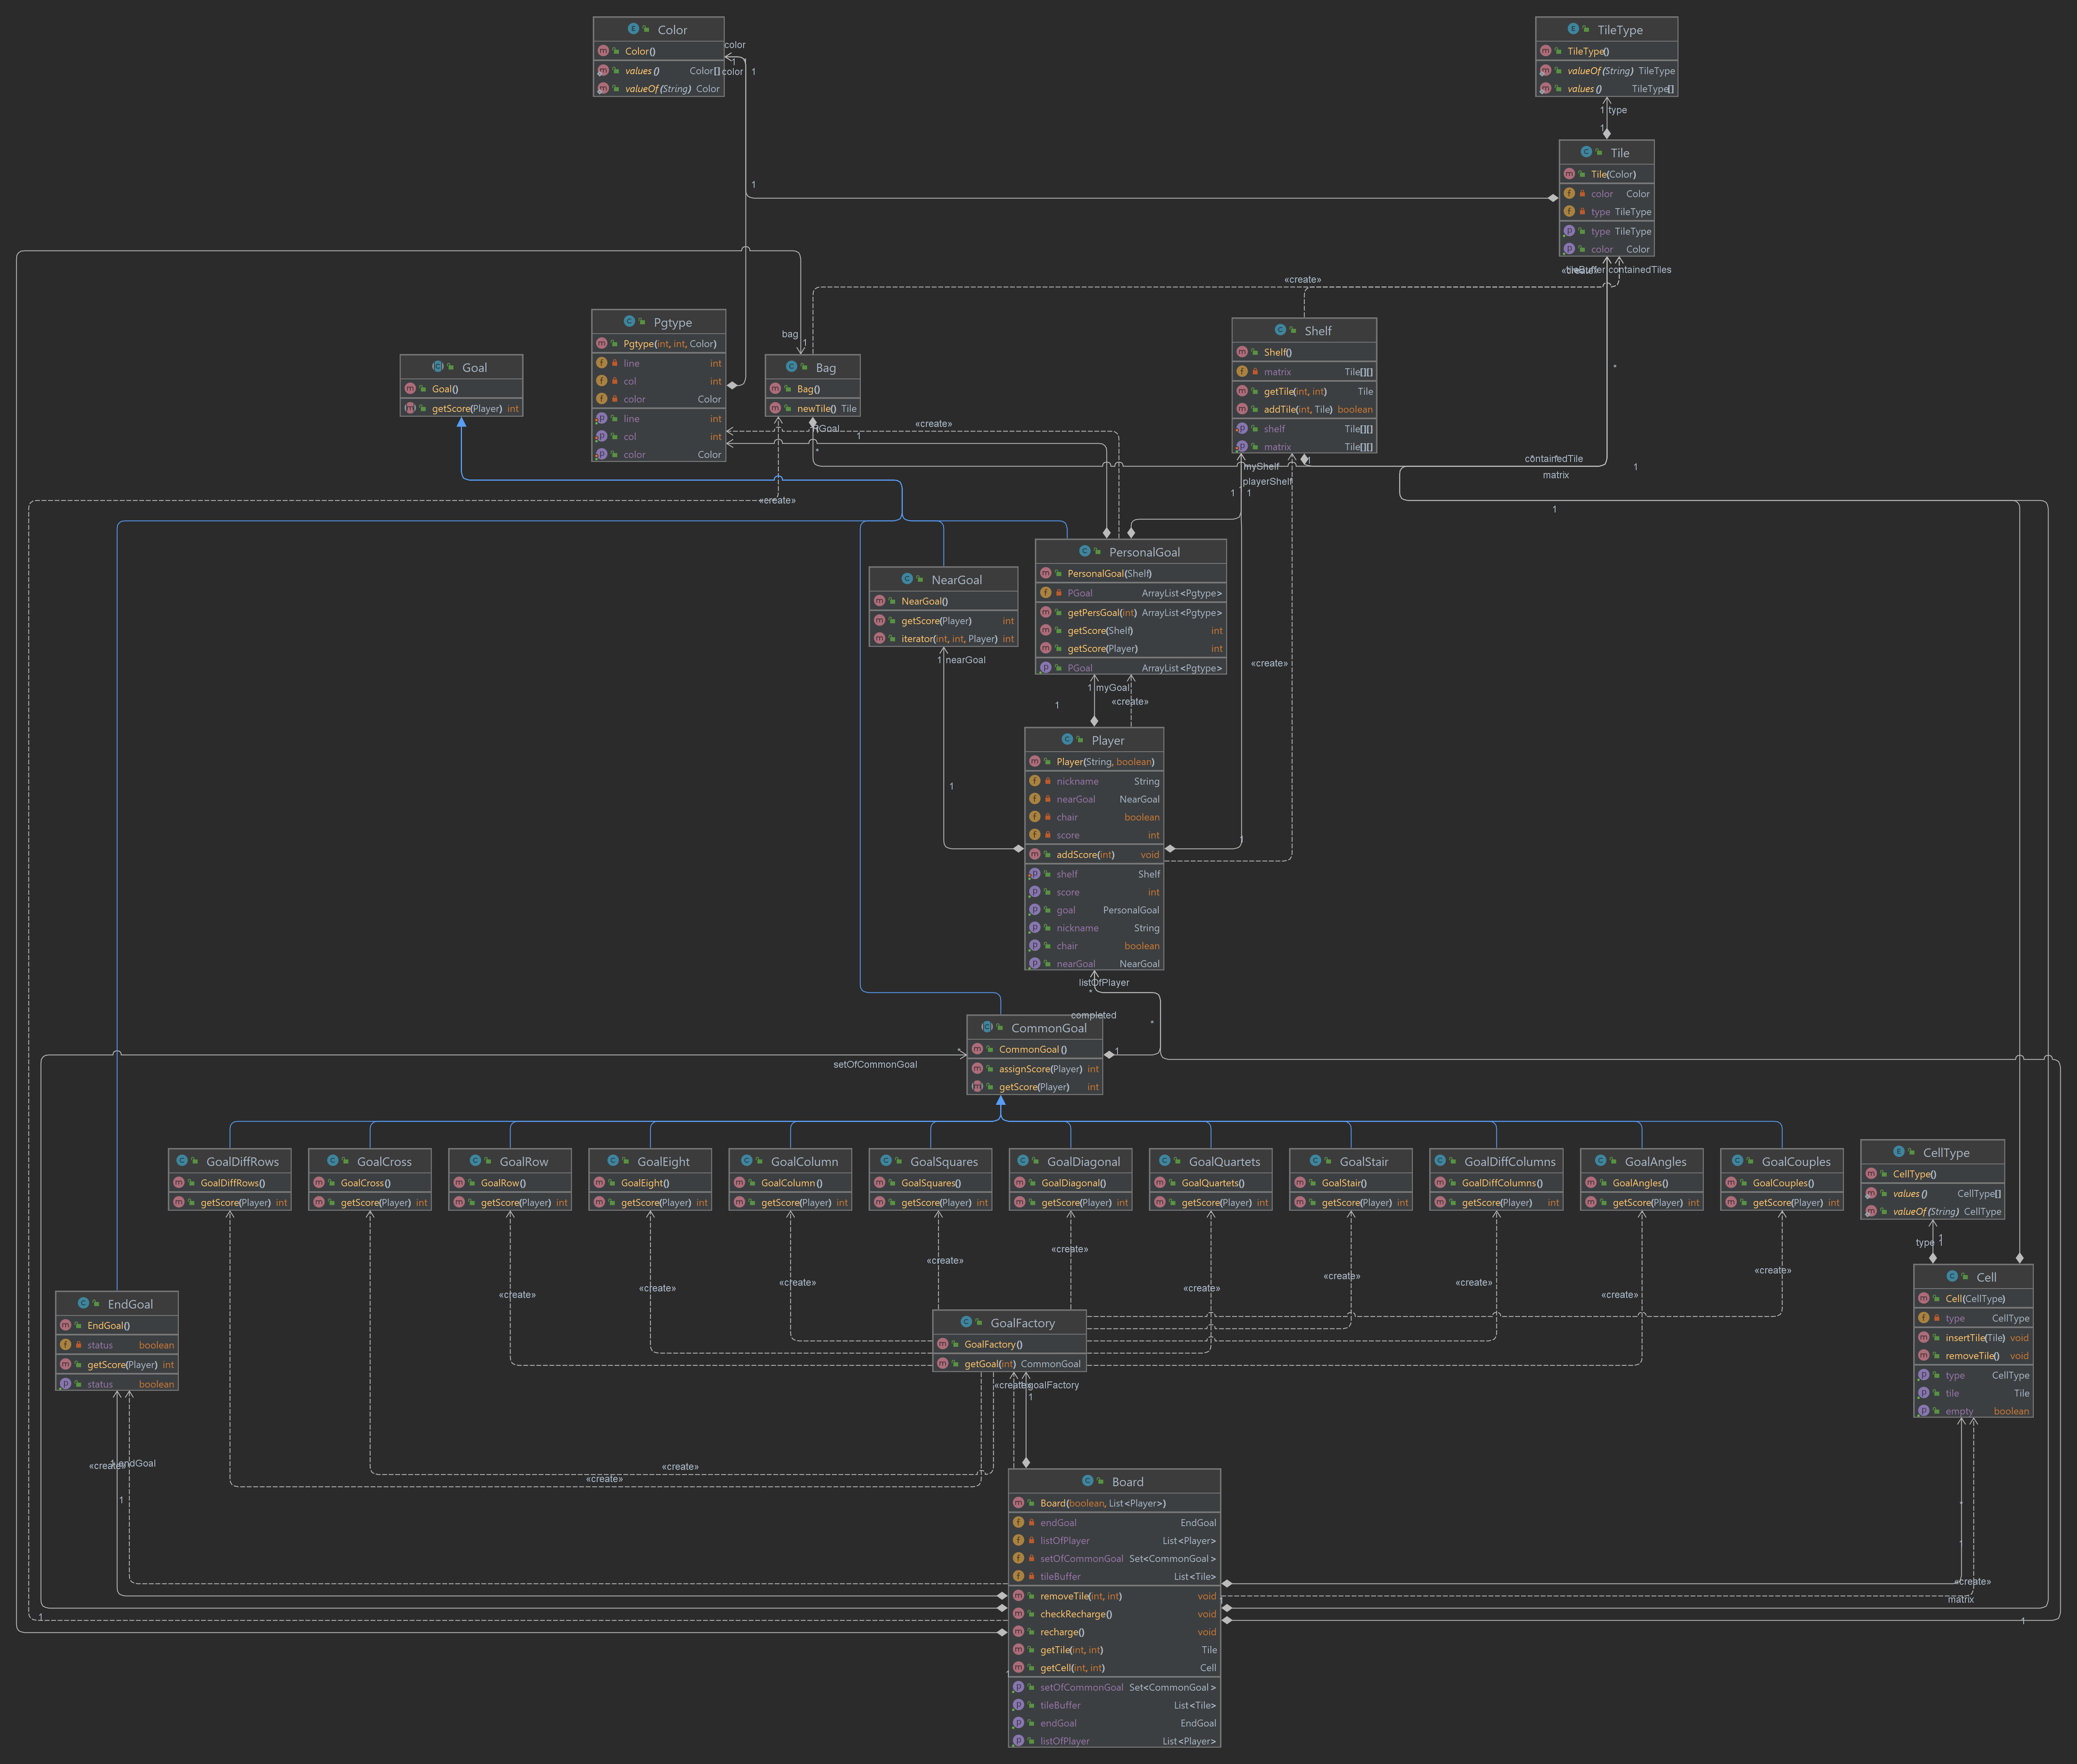 Color
Color()
values() Color[]
valueOf(String) Color
color
1
color
1
TileType
TileType()
valueOf(String) TileType
values() TileType[]
1 type
1
Tile
Tile(Color)
color Color
type TileType
type TileType
color Color
1
«create»
tileBuffer containedTiles
«create»
Pgtype
Pgtype(int, int, Color)
line int
col int
color Color
line int
col int
color Color
bag
1
Goal
Goal()
getScore(Player) int
Bag
Bag()
newTile() Tile
Shelf
Shelf()
matrix Tile[][]
getTile(int, int) Tile
addTile(int, Tile) boolean
shelf Tile[][]
matrix Tile[][]
*
PGoal
1
«create»
*
«create»
myShelf
playerShelf
1
1
1
containedTile
*
matrix
1
1
PersonalGoal
PersonalGoal(Shelf)
PGoal ArrayList<Pgtype>
getPersGoal(int) ArrayList<Pgtype>
getScore(Shelf) int
getScore(Player) int
PGoal ArrayList<Pgtype>
NearGoal
NearGoal()
getScore(Player) int
iterator(int, int, Player) int
1 nearGoal
«create»
1 myGoal
1
«create»
Player
Player(String, boolean)
nickname String
nearGoal NearGoal
chair boolean
score int
addScore(int) void
shelf Shelf
score int
goal PersonalGoal
nickname String
chair boolean
nearGoal NearGoal
1
1
listOfPlayer
*
completed
*
CommonGoal
CommonGoal()
assignScore(Player) int
getScore(Player) int
1
*
setOfCommonGoal
GoalDiffRows
GoalDiffRows()
getScore(Player) int
GoalCross
GoalCross()
getScore(Player) int
GoalRow
GoalRow()
getScore(Player) int
GoalEight
GoalEight()
getScore(Player) int
GoalColumn
GoalColumn()
getScore(Player) int
GoalSquares
GoalSquares()
getScore(Player) int
GoalDiagonal
GoalDiagonal()
getScore(Player) int
GoalQuartets
GoalQuartets()
getScore(Player) int
GoalStair
GoalStair()
getScore(Player) int
GoalDiffColumns
GoalDiffColumns()
getScore(Player) int
GoalAngles
GoalAngles()
getScore(Player) int
GoalCouples
GoalCouples()
getScore(Player) int
CellType
CellType()
values() CellType[]
valueOf(String) CellType
1
type 1
«create»
«create»
«create»
«create»
«create»
«create»
«create»
«create»
«create»
«create»
Cell
Cell(CellType)
type CellType
insertTile(Tile) void
removeTile() void
type CellType
tile Tile
empty boolean
EndGoal
EndGoal()
status boolean
getScore(Player) int
status boolean
GoalFactory
GoalFactory()
getGoal(int) CommonGoal
«create»
goalFactory
1
«create»
1 endGoal
«create»
«create»
1
Board
Board(boolean, List<Player>)
endGoal EndGoal
listOfPlayer List<Player>
setOfCommonGoal Set<CommonGoal>
tileBuffer List<Tile>
removeTile(int, int) void
checkRecharge() void
recharge() void
getTile(int, int) Tile
getCell(int, int) Cell
setOfCommonGoal Set<CommonGoal>
tileBuffer List<Tile>
endGoal EndGoal
listOfPlayer List<Player>
*
*
«create»
matrix
1
1
1